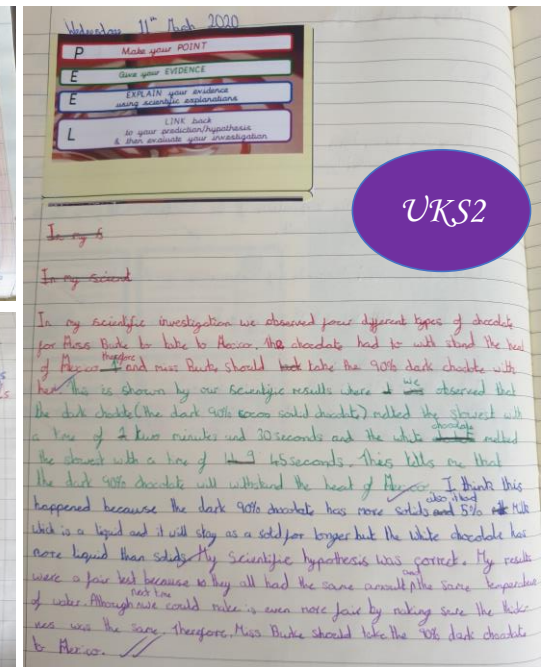 Wednesday 11th March 2020
P Make your POINT
E Give your EVIDENCE
E EXPLAIN your evidence
using scientific explanations
L LINK back
to your prediction/hypothesis
& then evaluate your investigation
UKS2
In my s
In my scient
In my scientific investigation we observed four different types of chocolate
for Miss Burke to take to Mexico. The chocolate had to with stand the heat
of Mexico therefore and miss Burke should take the 90% dark choclate with
her. This is shown by our scientific results where we observed that
the dark choclate (the dark 90% cocoa solid choclate) melted the slowest with
a time of two minutes and 30 seconds and the white chocolate melted
the slowest with a time of 45 seconds. This tells me that
the dark 90% chocolate will withstand the heat of Mexico. I think this
happened because the dark 90% chocolate has more solids and also it had 5% Milk
which is a liquid and it will stay as a solid for longer but the white chocolate has
more liquid than solids. My scientific hypothesis was correct. My results
were a fair test because they all had the same amount and the same temperature
of water. Although next time we could make is even more fair by making sure the thick
nes was the same. Therefore, Miss Burke should take the 90% dark chocolate
to Mexico.